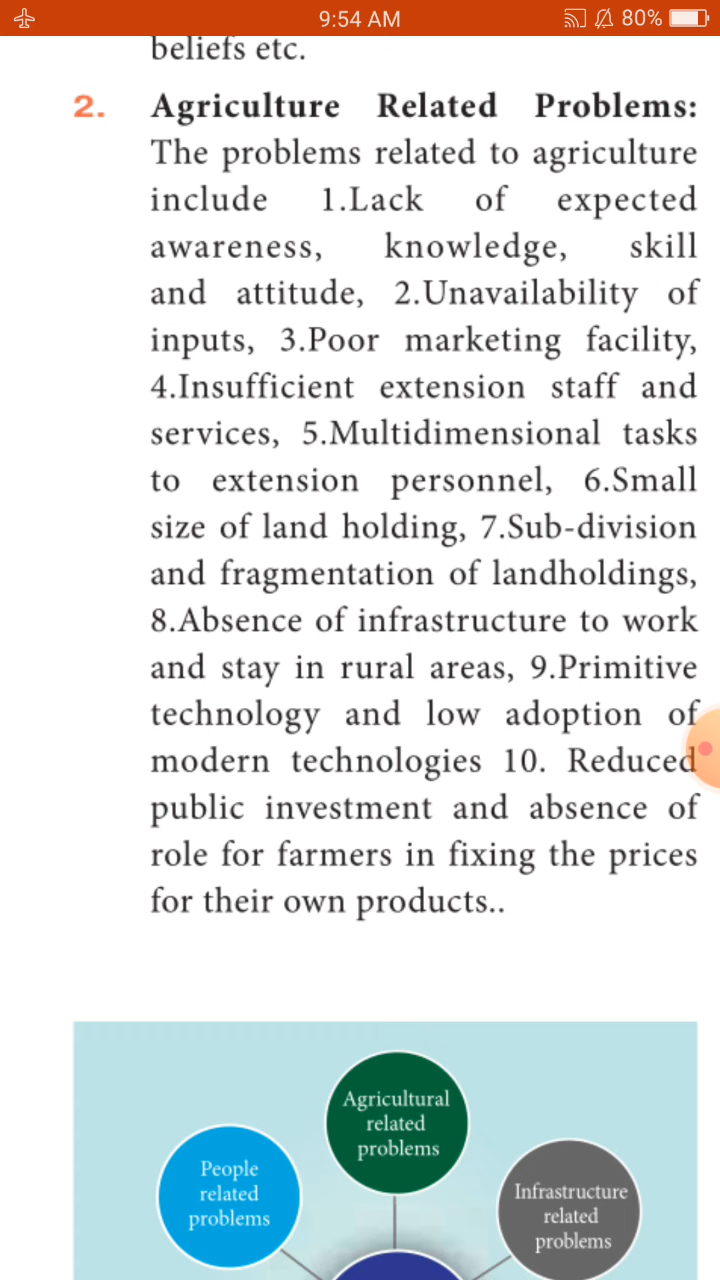 9:54 AM
80%
beliefs etc.
2. Agriculture Related Problems:
The problems related to agriculture
include 1.Lack of expected
awareness, knowledge, skill
and attitude, 2.Unavailability of
inputs, 3.Poor marketing facility,
4.Insufficient extension staff and
services, 5.Multidimensional tasks
to extension personnel, 6.Small
size of land holding, 7.Sub-division
and fragmentation of landholdings,
8.Absence of infrastructure to work
and stay in rural areas, 9.Primitive
technology and low adoption of
modern technologies 10. Reduced
public investment and absence of
role for farmers in fixing the prices
for their own products..
Agricultural
related
problems
People
related
problems
Infrastructure
related
problems